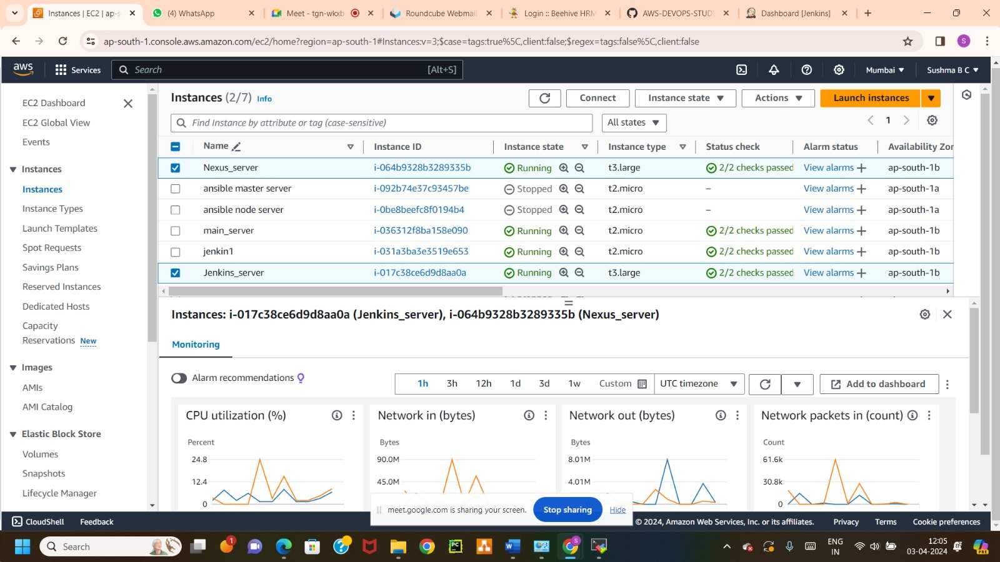 Instances | EC2 | ap-s
(4) WhatsApp
Meet - tgn-wkxb
Roundcube Webmail
Login :: Beehive HRM
AWS-DEVOPS-STUD
Dashboard [Jenkins]
ap-south-1.console.aws.amazon.com/ec2/home?region=ap-south-1#Instances:v=3;$case=tags:true%5C,client:false;$regex=tags:false%5C,client:false
S
aws
Services
Search
[Alt+S]
Mumbai
Sushma B C
EC2 Dashboard
EC2 Global View
Events
Instances
Instances
Instance Types
Launch Templates
Spot Requests
Savings Plans
Reserved Instances
Dedicated Hosts
Capacity
Reservations New
Images
AMIs
AMI Catalog
Elastic Block Store
Volumes
Snapshots
Lifecycle Manager
Instances (2/7) Info
Connect
Instance state
Actions
Launch instances
Find Instance by attribute or tag (case-sensitive)
All states
1
Name Instance ID Instance state Instance type Status check Alarm status Availability Zon
Nexus_server i-064b9328b3289335b Running t3.large 2/2 checks passed View alarms + ap-south-1b
ansible master server i-092b74e37c93457be Stopped t2.micro – View alarms + ap-south-1a
ansible node server i-0be8beefc8f0194b4 Stopped t2.micro – View alarms + ap-south-1a
main_server i-036312f8ba158e090 Running t2.micro 2/2 checks passed View alarms + ap-south-1b
jenkin1 i-031a3ba3e3519e653 Running t2.micro 2/2 checks passed View alarms + ap-south-1b
Jenkins_server i-017c38ce6d9d8aa0a Running t3.large 2/2 checks passed View alarms + ap-south-1b
Instances: i-017c38ce6d9d8aa0a (Jenkins_server), i-064b9328b3289335b (Nexus_server)
Monitoring
Alarm recommendations
1h 3h 12h 1d 3d 1w Custom UTC timezone
Add to dashboard
CPU utilization (%)
Percent
24.8
12.4
0
Network in (bytes)
Bytes
90.0M
45.0M
Network out (bytes)
Bytes
8.01M
4.01M
Network packets in (count)
Count
61.6k
30.8k
0
meet.google.com is sharing your screen. Stop sharing Hide
CloudShell Feedback
© 2024, Amazon Web Services, Inc. or its affiliates. Privacy Terms Cookie preferences
Search
1
PC
W
S
ENG
IN
12:05
03-04-2024
PRE